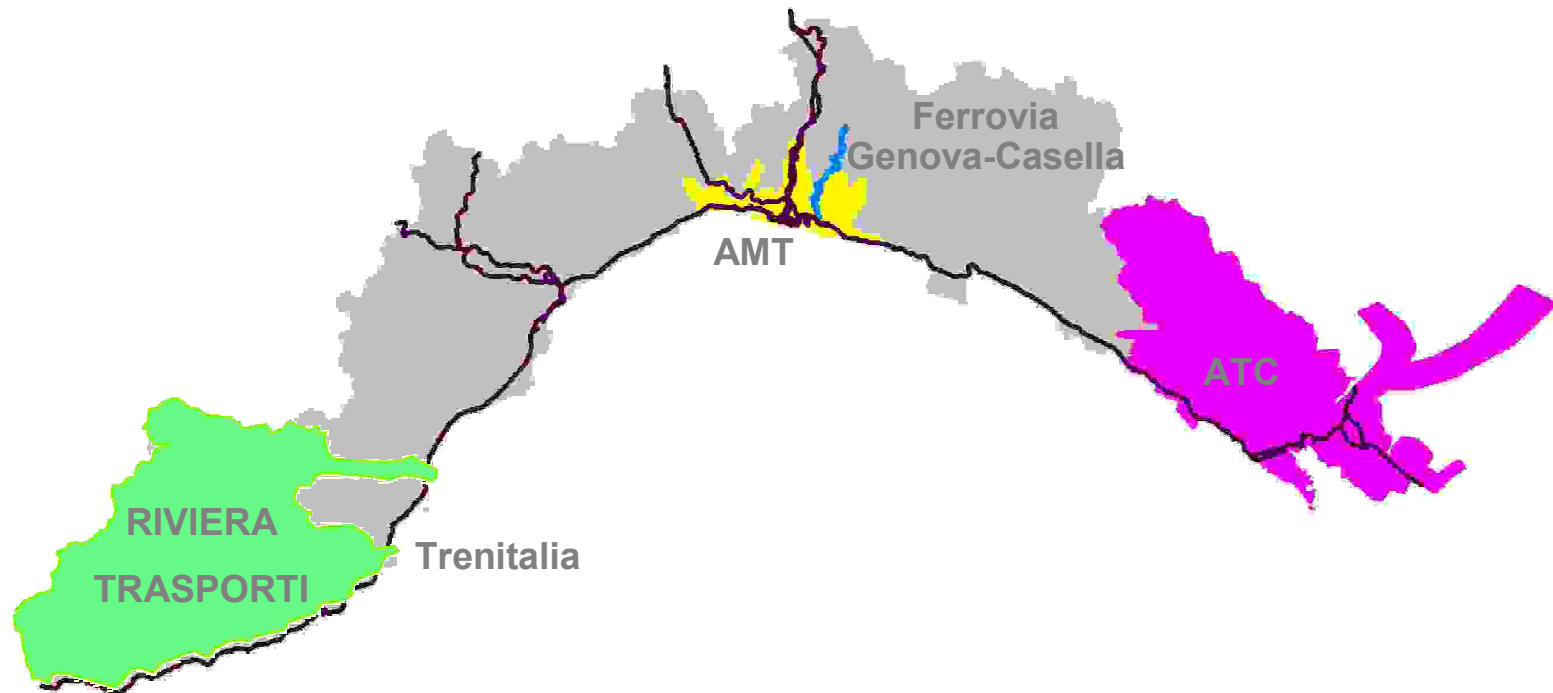 Ferrovia
Genova-Casella
AMT
ATC
RIVIERA
TRASPORTI
Trenitalia